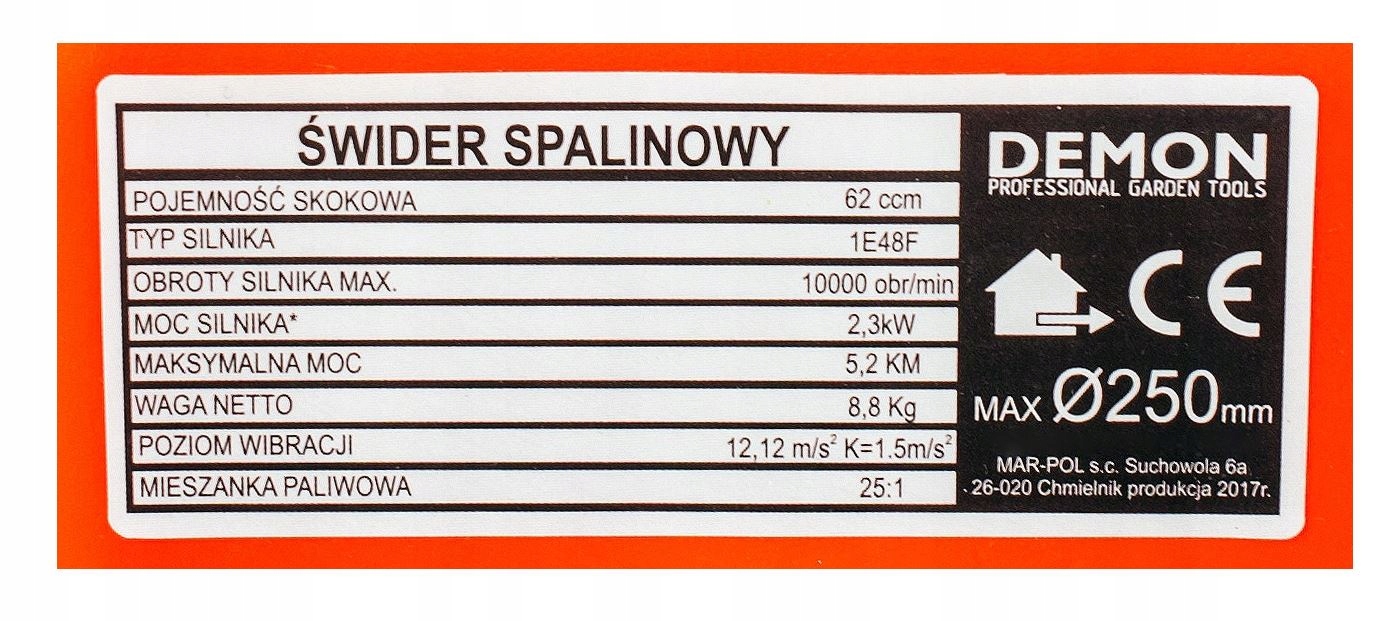 ŚWIDER SPALINOWY
POJEMNOŚĆ SKOKOWA 62 ccm
TYP SILNIKA 1E48F
OBROTY SILNIKA MAX. 10000 obr/min
MOC SILNIKA* 2,3kW
MAKSYMALNA MOC 5,2 KM
WAGA NETTO 8,8 Kg
POZIOM WIBRACJI 12,12 m/s² K=1.5m/s²
MIESZANKA PALIWOWA 25:1
DEMON
PROFESSIONAL GARDEN TOOLS
CE
MAX Ø250mm
MAR-POL s.c. Suchowola 6a
26-020 Chmielnik produkcja 2017r.